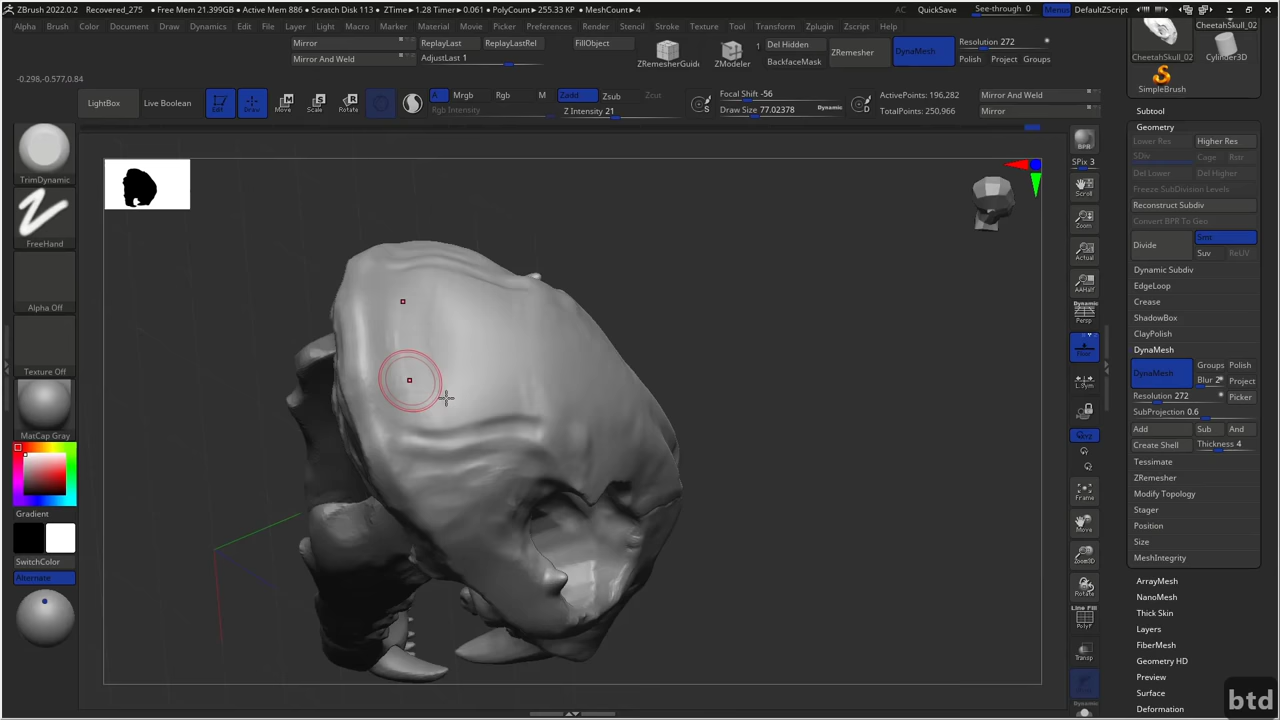 ZBrush 2022.0.2 Recovered_275 • Free Mem 21.399GB • Active Mem 886 • Scratch Disk 113 • ZTime▸1.28 Timer▸0.061 • PolyCount▸255.33 KP • MeshCount▸4
AC QuickSave See-through 0 Menus DefaultZScript
Alpha Brush Color Document Draw Dynamics Edit File Layer Light Macro Marker Material Movie Picker Preferences Render Stencil Stroke Texture Tool Transform Zplugin Zscript Help
Mirror ReplayLast ReplayLastRel FillObject 1 Del Hidden Resolution 272
Mirror And Weld AdjustLast 1 ZRemesherGuide ZModeler BackfaceMask ZRemesher DynaMesh Polish Project Groups
-0.298,-0.577,0.84
LightBox Live Boolean Edit Draw Move Scale Rotate A Mrgb Rgb M Zadd Zsub Zcut Focal Shift -56 ActivePoints: 196,282 Mirror And Weld
Rgb Intensity Z Intensity 21 Draw Size 77.02378 Dynamic TotalPoints: 250,966 Mirror
TrimDynamic
FreeHand
Alpha Off
Texture Off
MatCap Gray
Gradient
SwitchColor
Alternate
BPR
SPix 3
Scroll
Zoom
Actual
AAHalf
Dynamic
Persp
Floor
L.Sym
Frame
Move
Zoom3D
Rotate
Line Fill
PolyF
Transp
Dynamic
CheetahSkull_02
CheetahSkull_02 Cylinder3D
SimpleBrush
Subtool
Geometry
Lower Res Higher Res
SDiv Cage Rstr
Del Lower Del Higher
Freeze SubDivision Levels
Reconstruct Subdiv
Convert BPR To Geo
Divide Smt
Suv ReUV
Dynamic Subdiv
EdgeLoop
Crease
ShadowBox
ClayPolish
DynaMesh
DynaMesh Groups Polish
Blur 2 Project
Resolution 272 Picker
SubProjection 0.6
Add Sub And
Create Shell Thickness 4
Tessimate
ZRemesher
Modify Topology
Stager
Position
Size
MeshIntegrity
ArrayMesh
NanoMesh
Thick Skin
Layers
FiberMesh
Geometry HD
Preview
Surface
Deformation
btd